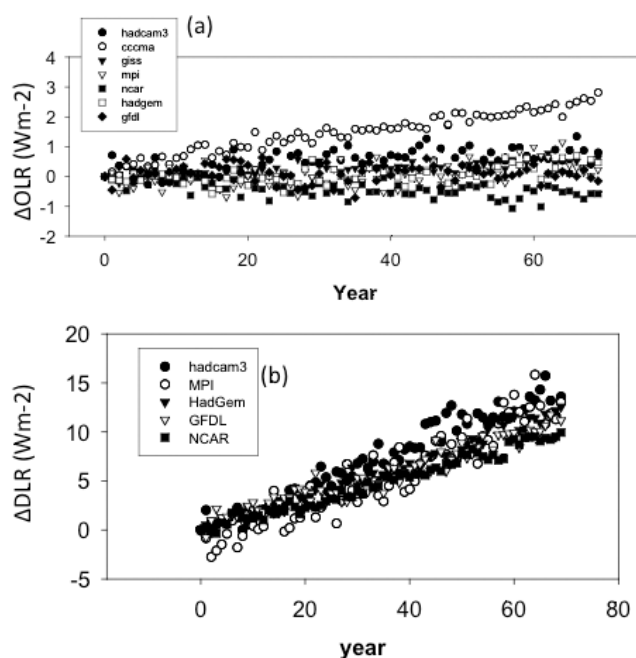 (a)
hadcam3
cccma
giss
mpi
ncar
hadgem
gfdl
4
3
2
1
0
-1
-2
ΔOLR (Wm-2)
0 20 40 60
Year
(b)
hadcam3
MPI
HadGem
GFDL
NCAR
20
15
10
5
0
-5
ΔDLR (Wm-2)
0 20 40 60 80
year